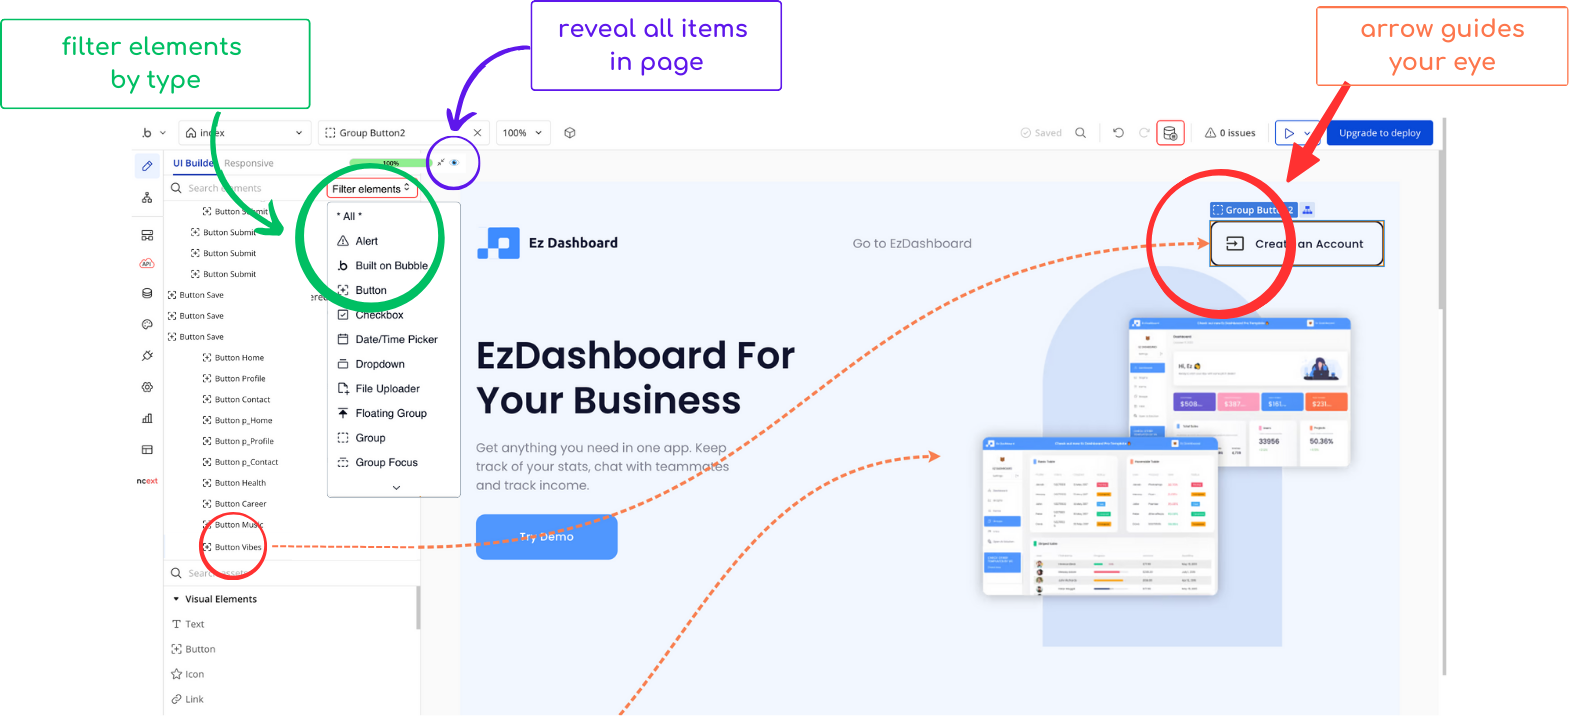 filter elements
by type
reveal all items
in page
arrow guides
your eye
.b
index
Group Button2
100%
Saved
0 issues
Upgrade to deploy
UI Builder
Responsive
100%
Search elements
Filter elements
Button Submit
Button Submit
Button Submit
Button Submit
Button Save
Button Save
Button Save
Button Home
Button Profile
Button Contact
Button p_Home
Button p_Profile
Button p_Contact
Button Health
Button Career
Button Music
Button Vibes
API
ncext
* All *
Alert
Built on Bubble
Button
Checkbox
Date/Time Picker
Dropdown
File Uploader
Floating Group
Group
Group Focus
Search assets
Visual Elements
Text
Button
Icon
Link
Ez Dashboard
Go to EzDashboard
Group Button2
Create an Account
EzDashboard For
Your Business
Get anything you need in one app. Keep
track of your stats, chat with teammates
and track income.
Try Demo
Hi, Ez
$508...
$387...
$161...
$231...
33956
50.36%